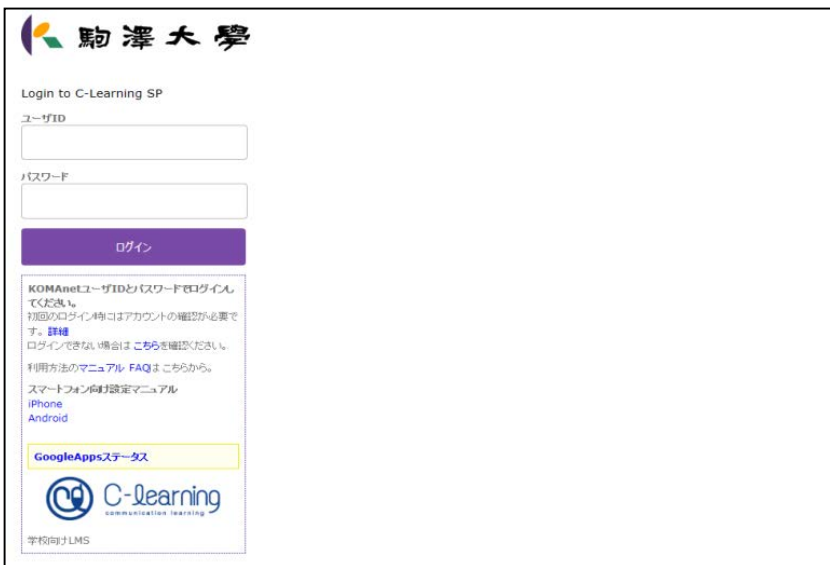 駒澤大學
Login to C-Learning SP
ユーザID
パスワード
ログイン
KOMAnetユーザIDとパスワードでログインし
てください。
初回のログイン時にはアカウントの確認が必要で
す。詳細
ログインできない場合は こちらを確認ください。
利用方法のマニュアル FAQは こちらから。
スマートフォン向け設定マニュアル
iPhone
Android
GoogleAppsステータス
C-Learning
communication learning
学校向けLMS